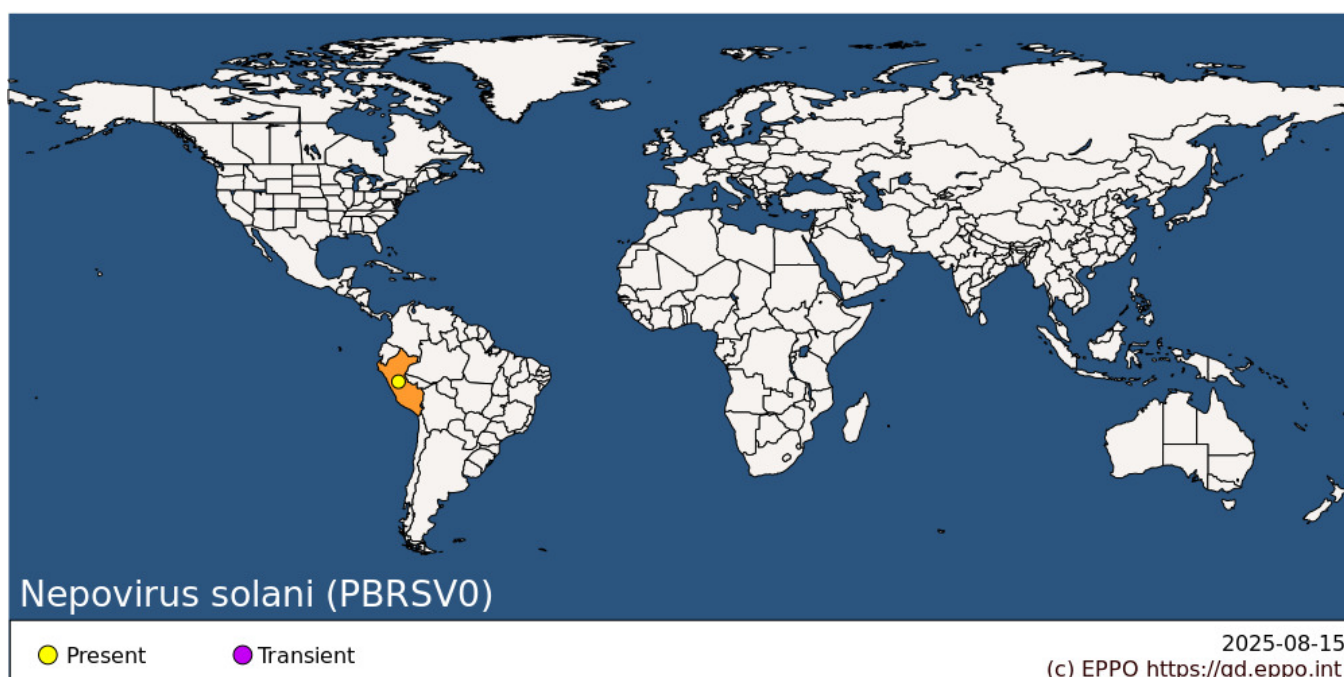 Nepovirus solani (PBRSV0)
Present
Transient
2025-08-15
(c) EPPO https://gd.eppo.int